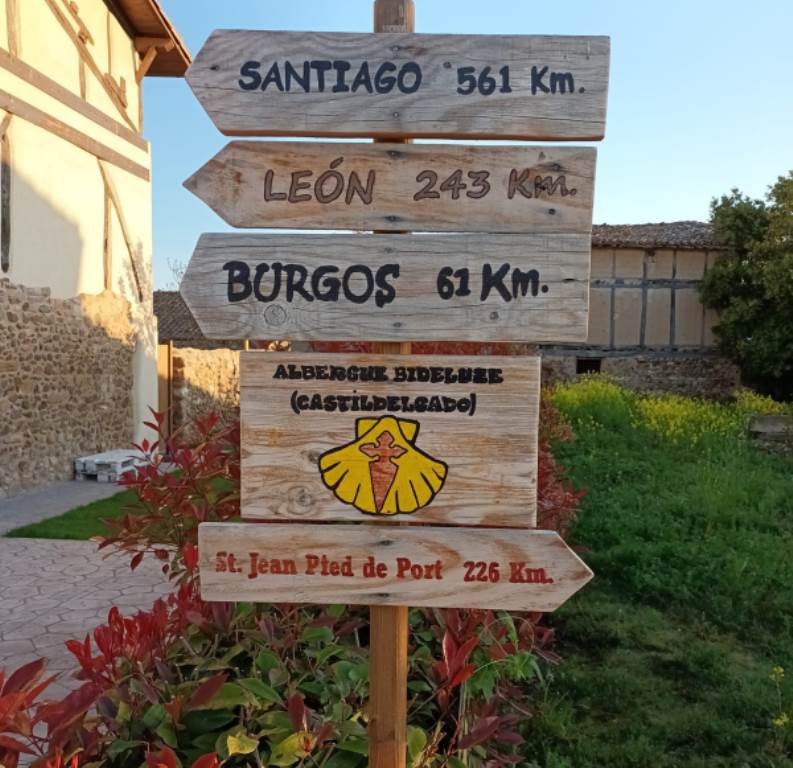 SANTIAGO 561 Km.
LEÓN 243 Km.
BURGOS 61 Km.
ALBERGUE BIDELUZE
(CASTILDELGADO)
St. Jean Pied de Port 226 Km.